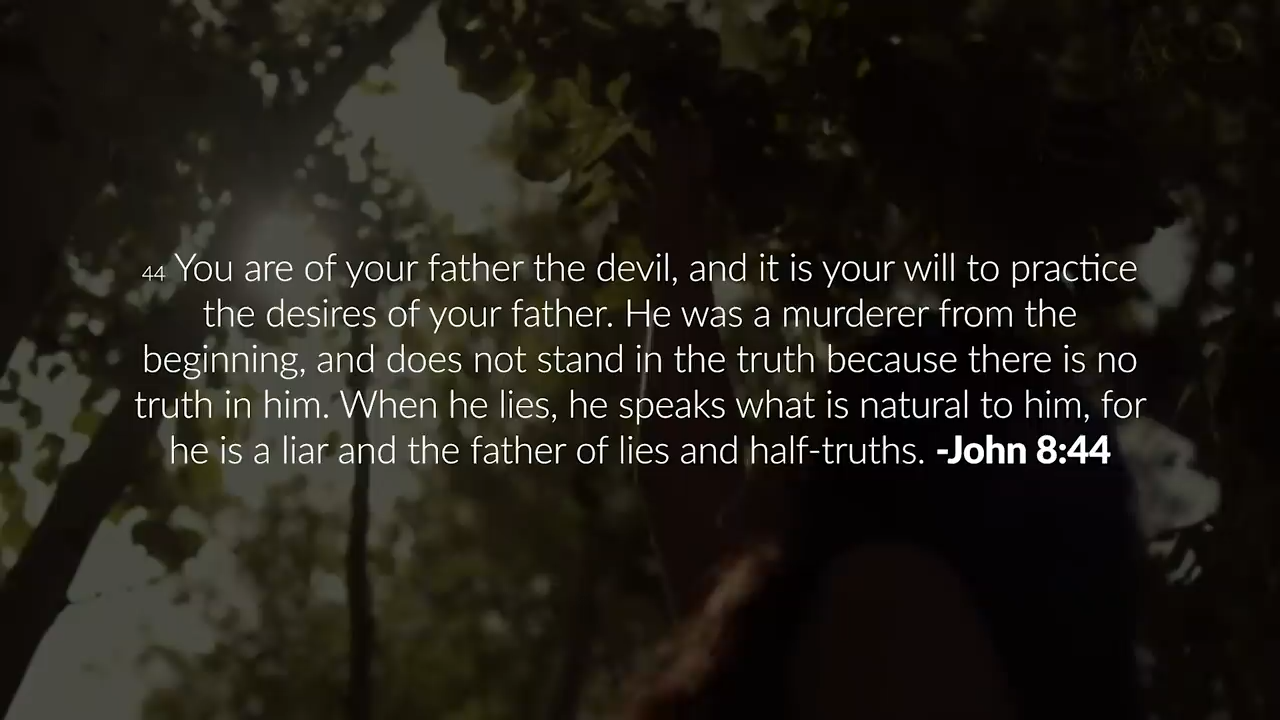 44 You are of your father the devil, and it is your will to practice
the desires of your father. He was a murderer from the
beginning, and does not stand in the truth because there is no
truth in him. When he lies, he speaks what is natural to him, for
he is a liar and the father of lies and half-truths. -John 8:44